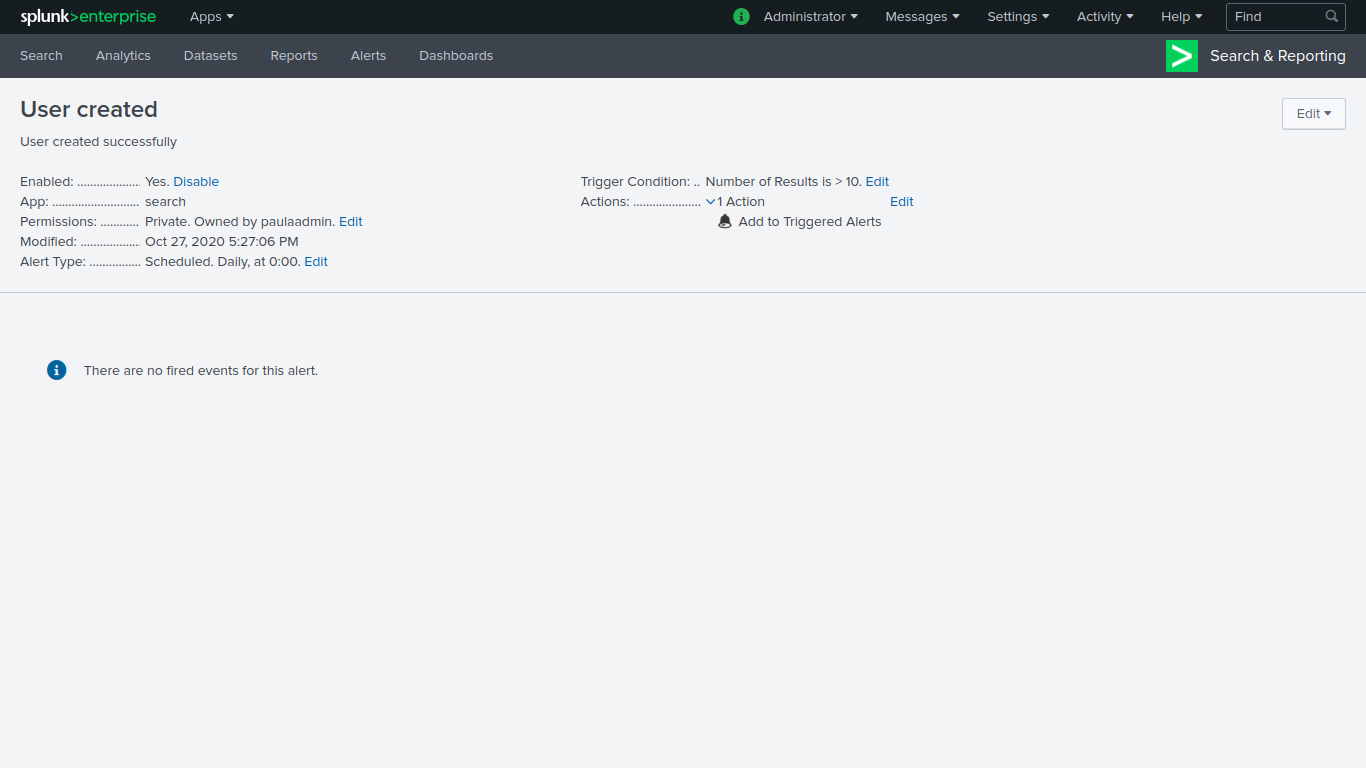 splunk>enterprise Apps Administrator Messages Settings Activity Help Find
Search Analytics Datasets Reports Alerts Dashboards Search & Reporting
User created
Edit
User created successfully
Enabled: ................... Yes. Disable
App: ........................... search
Permissions: ............ Private. Owned by paulaadmin. Edit
Modified: .................. Oct 27, 2020 5:27:06 PM
Alert Type: ................ Scheduled. Daily, at 0:00. Edit
Trigger Condition: .. Number of Results is > 10. Edit
Actions: ..................... 1 Action Edit
Add to Triggered Alerts
There are no fired events for this alert.